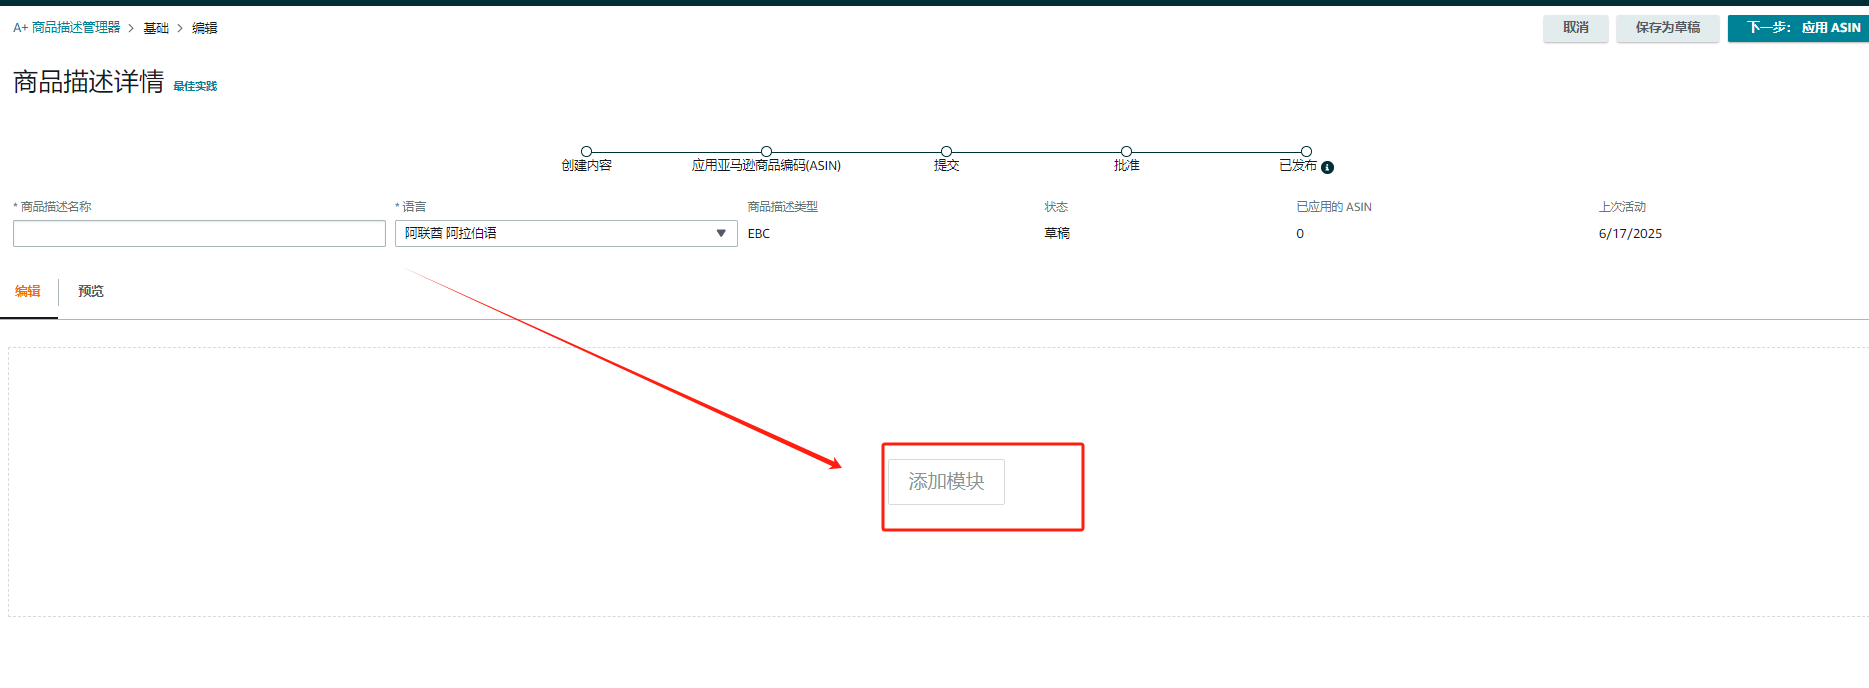 A+ 商品描述管理器 > 基础 > 编辑
取消
保存为草稿
下一步: 应用 ASIN
商品描述详情 最佳实践
创建内容
应用亚马逊商品编码(ASIN)
提交
批准
已发布
* 商品描述名称
* 语言
商品描述类型
状态
已应用的 ASIN
上次活动
阿联酋 阿拉伯语
EBC
草稿
0
6/17/2025
编辑
预览
添加模块